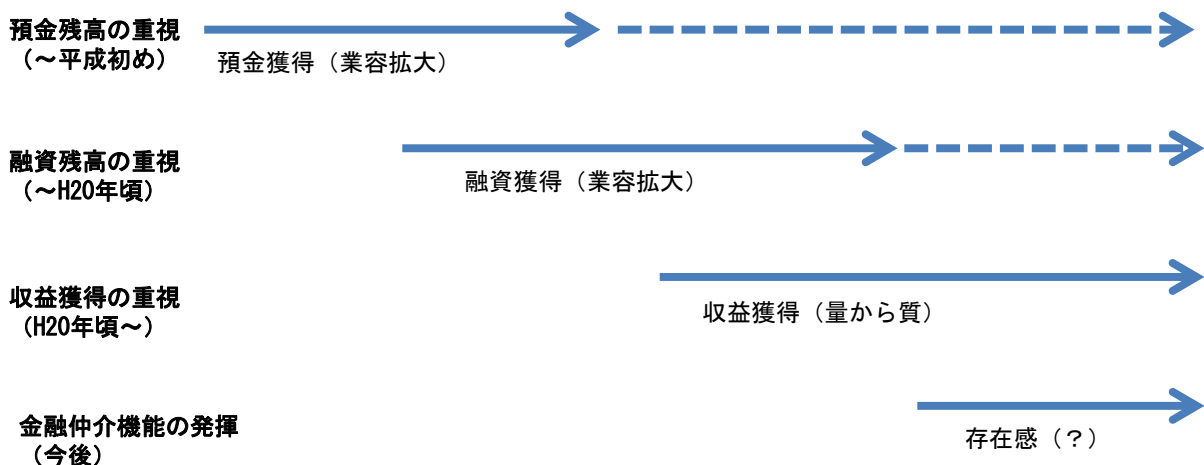 預金残高の重視
（～平成初め）
預金獲得（業容拡大）
融資残高の重視
（～H20年頃）
融資獲得（業容拡大）
収益獲得の重視
（H20年頃～）
収益獲得（量から質）
金融仲介機能の発揮
（今後）
存在感（？）